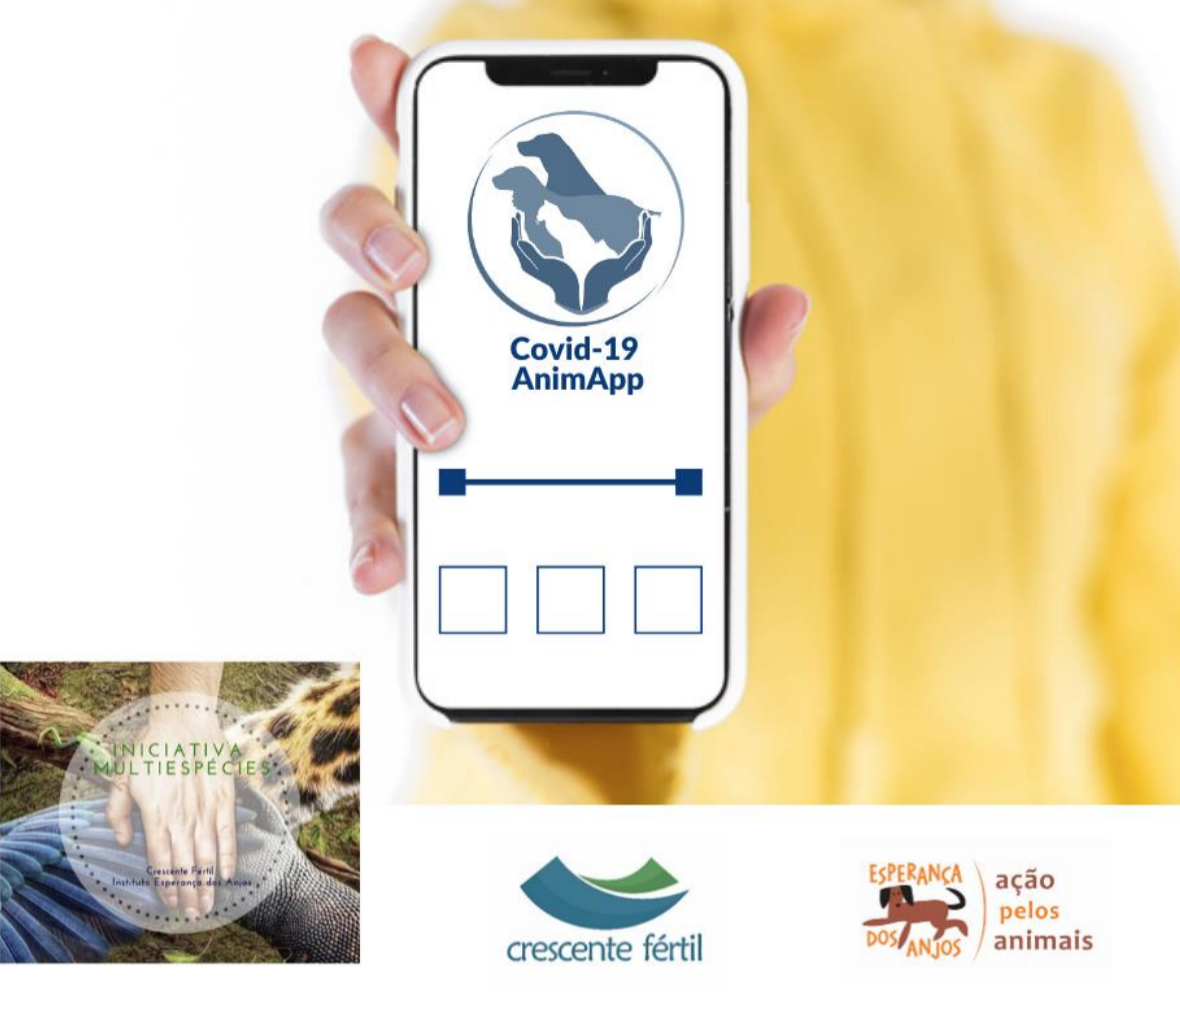 Covid-19
AnimApp
INICIATIVA
MULTIESPÉCIES
Crescente Fértil
Instituto Esperança dos Anjos
crescente fértil
ESPERANÇA
DOS ANJOS
ação
pelos
animais